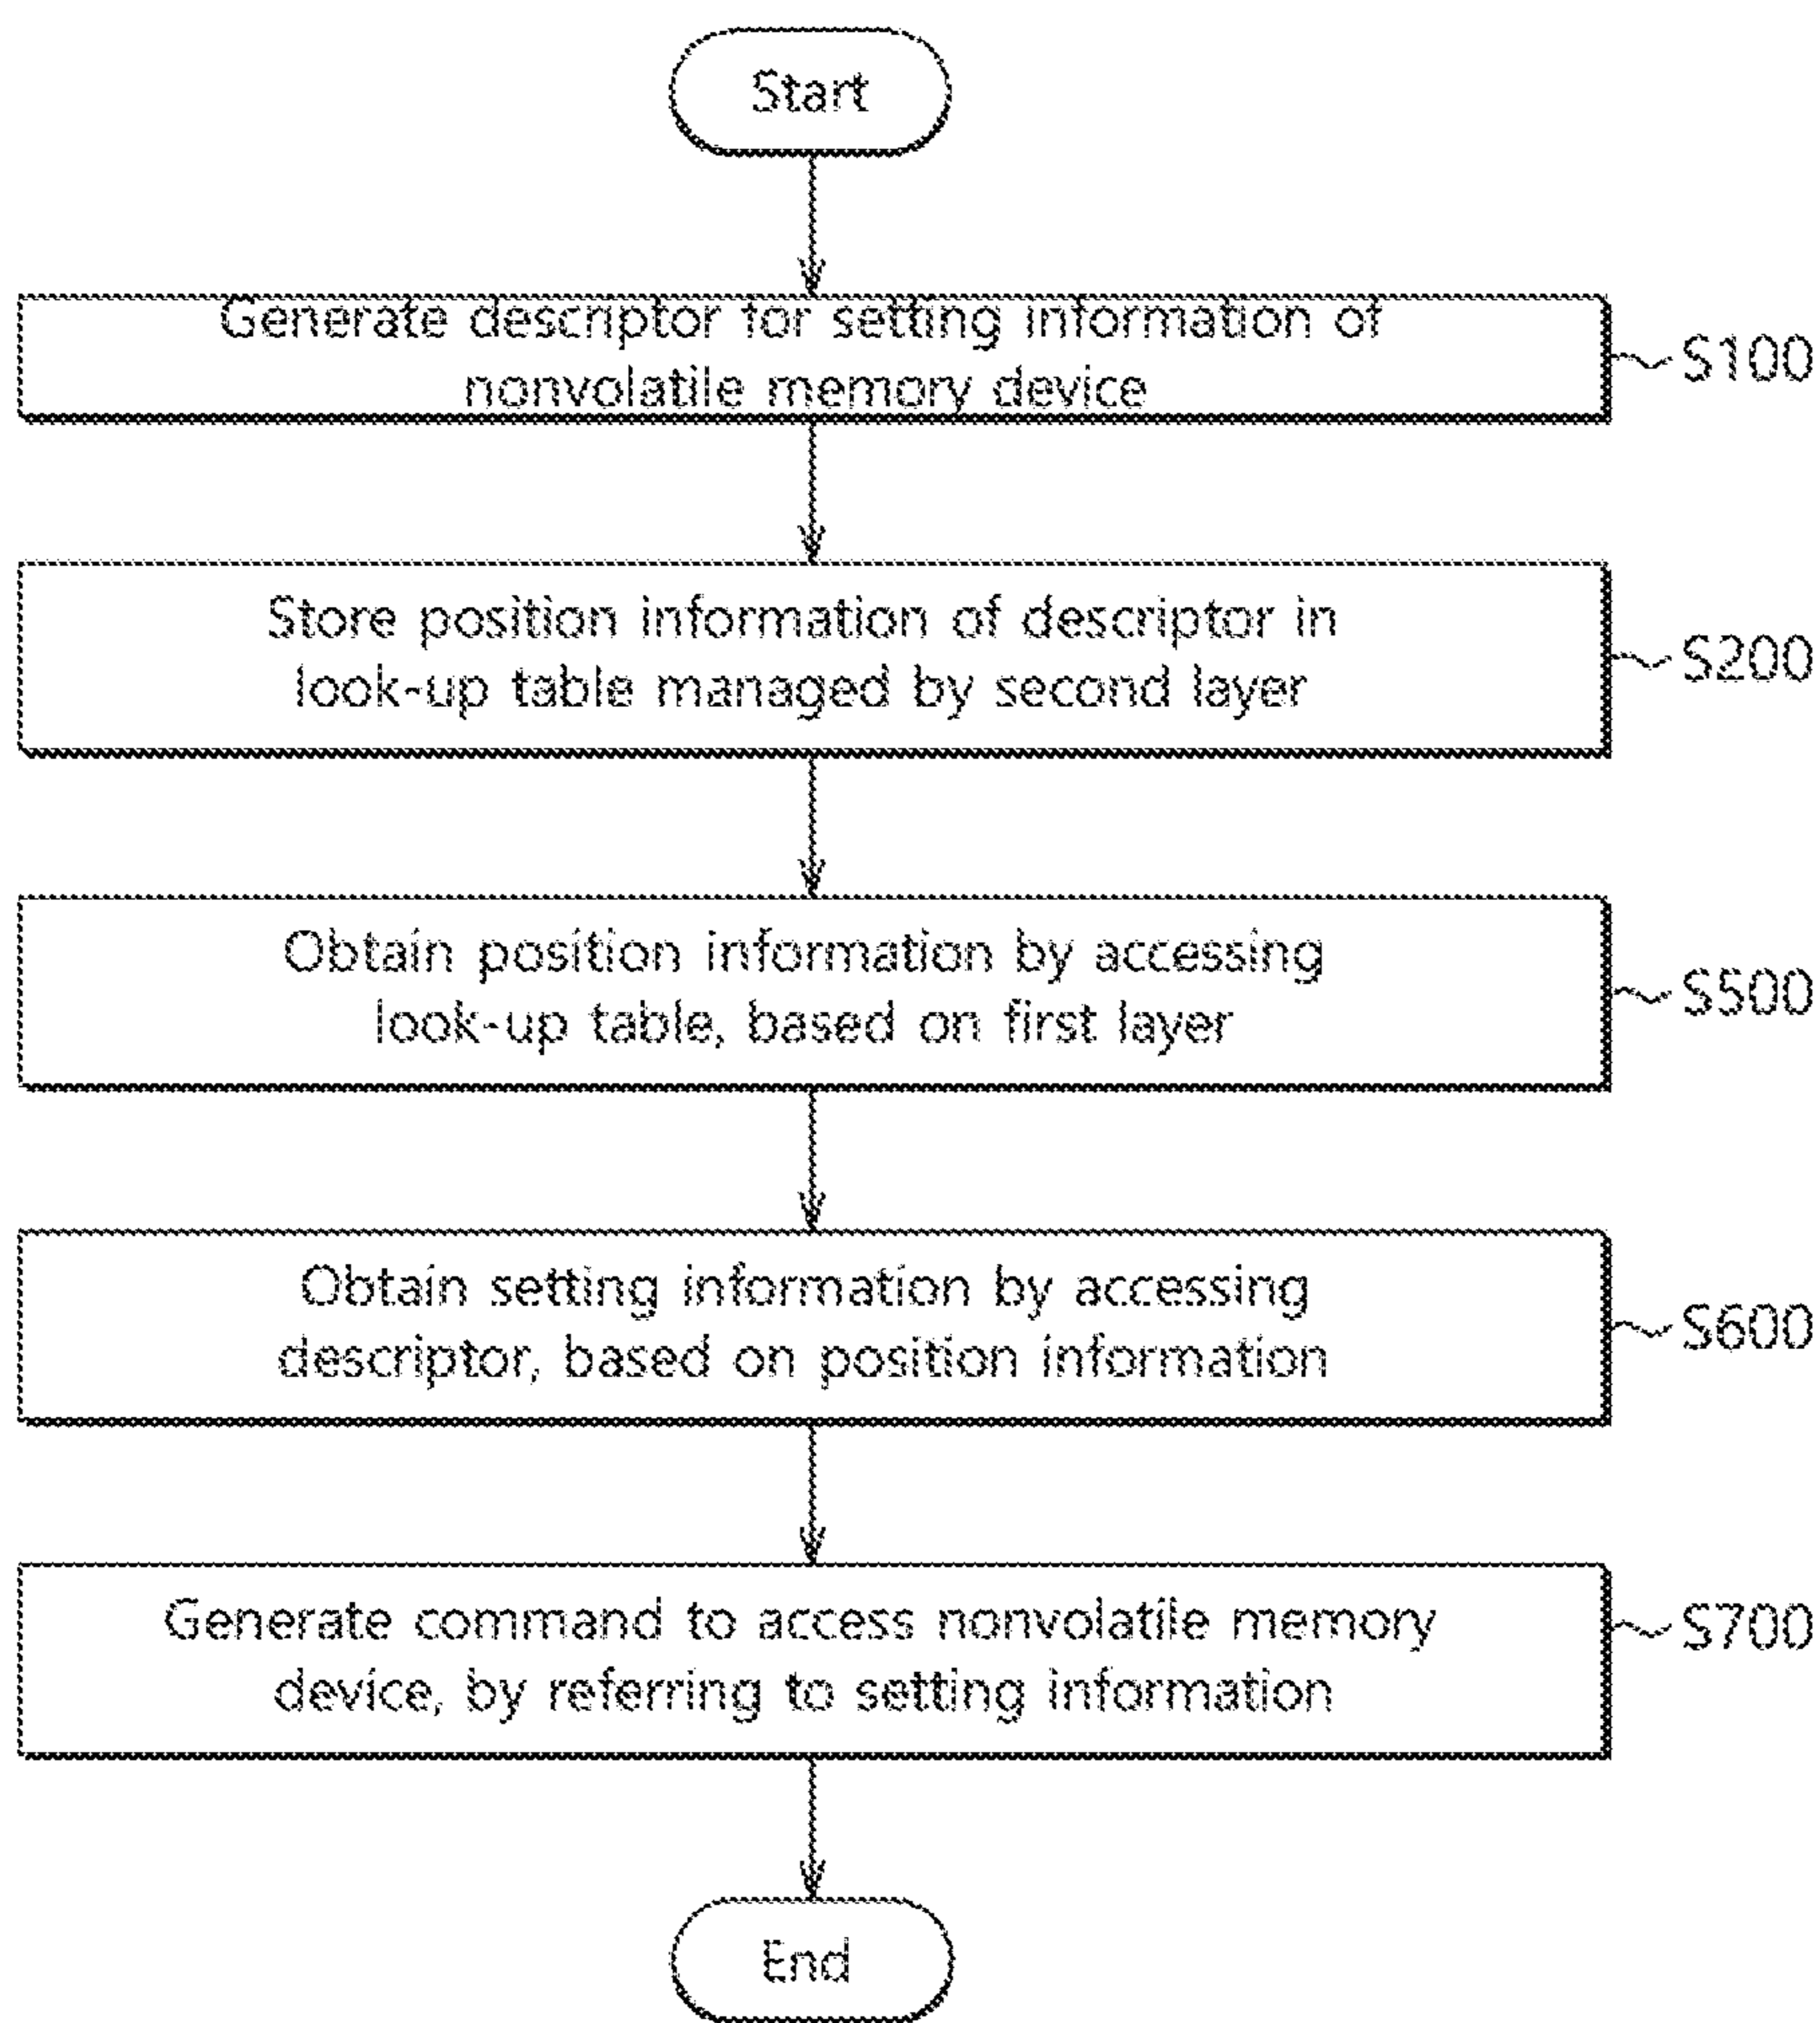 Start
Generate descriptor for setting information of
nonvolatile memory device
S100
Store position information of descriptor in
look-up table managed by second layer
S200
Obtain position information by accessing
look-up table, based on first layer
S500
Obtain setting information by accessing
descriptor, based on position information
S600
Generate command to access nonvolatile memory
device, by referring to setting information
S700
End